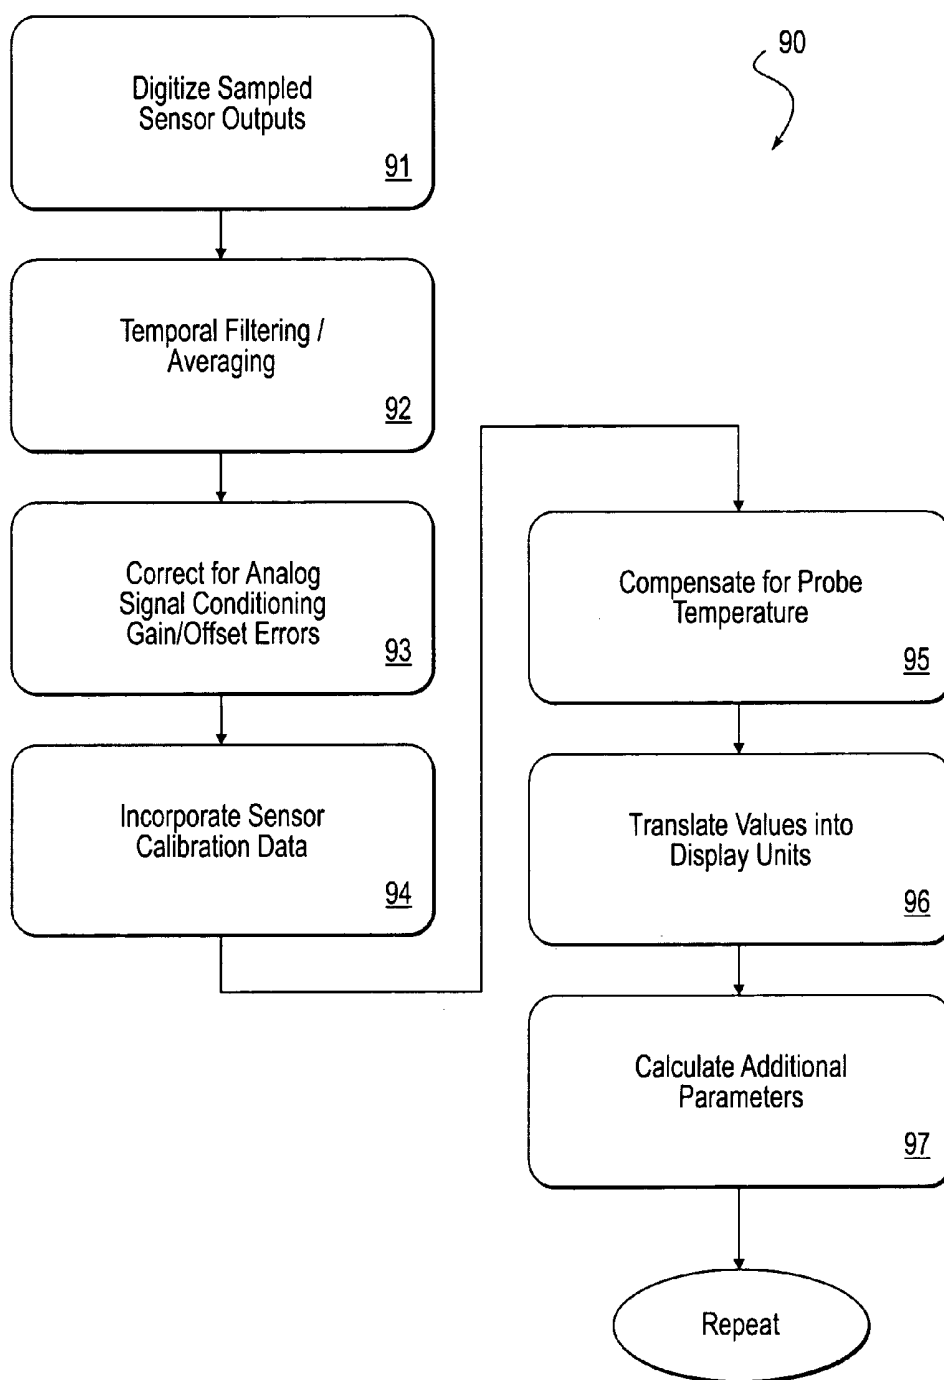 90
Digitize Sampled
Sensor Outputs
91
Temporal Filtering /
Averaging
92
Correct for Analog
Signal Conditioning
Gain/Offset Errors
93
Incorporate Sensor
Calibration Data
94
Compensate for Probe
Temperature
95
Translate Values into
Display Units
96
Calculate Additional
Parameters
97
Repeat